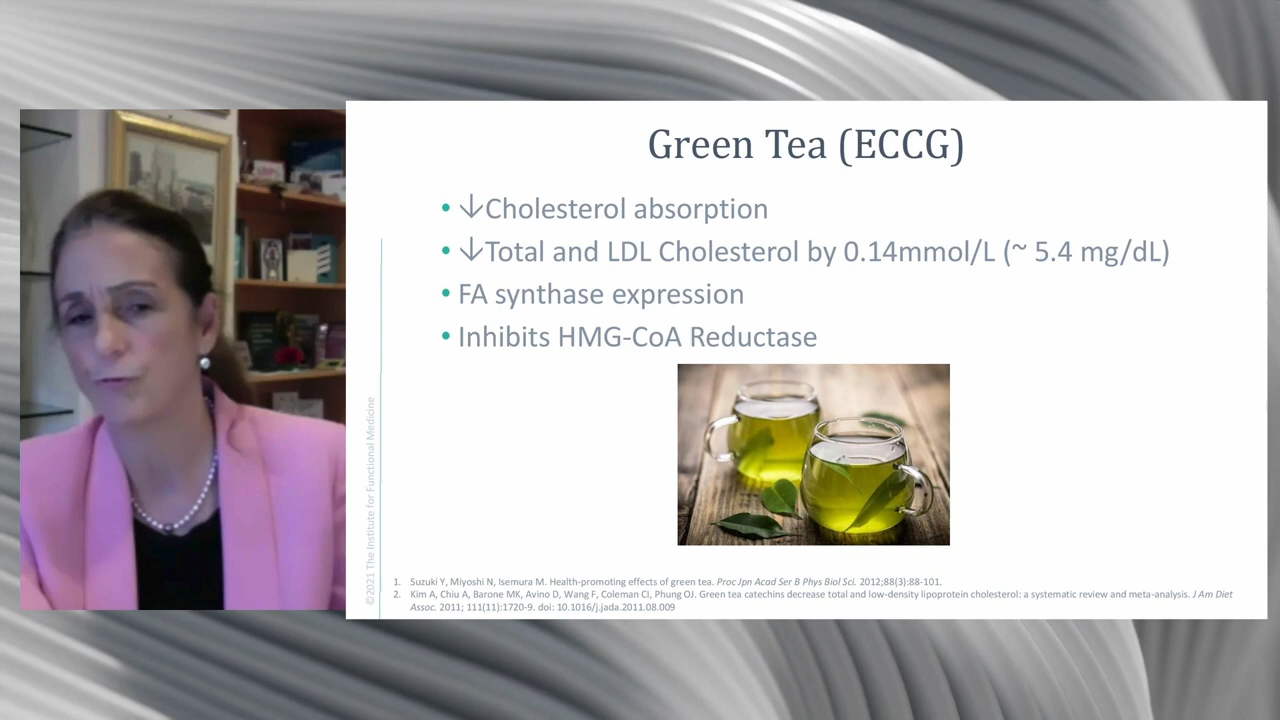 Green Tea (ECCG)
• ↓Cholesterol absorption
• ↓Total and LDL Cholesterol by 0.14mmol/L (~ 5.4 mg/dL)
• FA synthase expression
• Inhibits HMG-CoA Reductase
©2021 The Institute for Functional Medicine
1. Suzuki Y, Miyoshi N, Isemura M. Health-promoting effects of green tea. Proc Jpn Acad Ser B Phys Biol Sci. 2012;88(3):88-101.
2. Kim A, Chiu A, Barone MK, Avino D, Wang F, Coleman CI, Phung OJ. Green tea catechins decrease total and low-density lipoprotein cholesterol: a systematic review and meta-analysis. J Am Diet
Assoc. 2011; 111(11):1720-9. doi: 10.1016/j.jada.2011.08.009